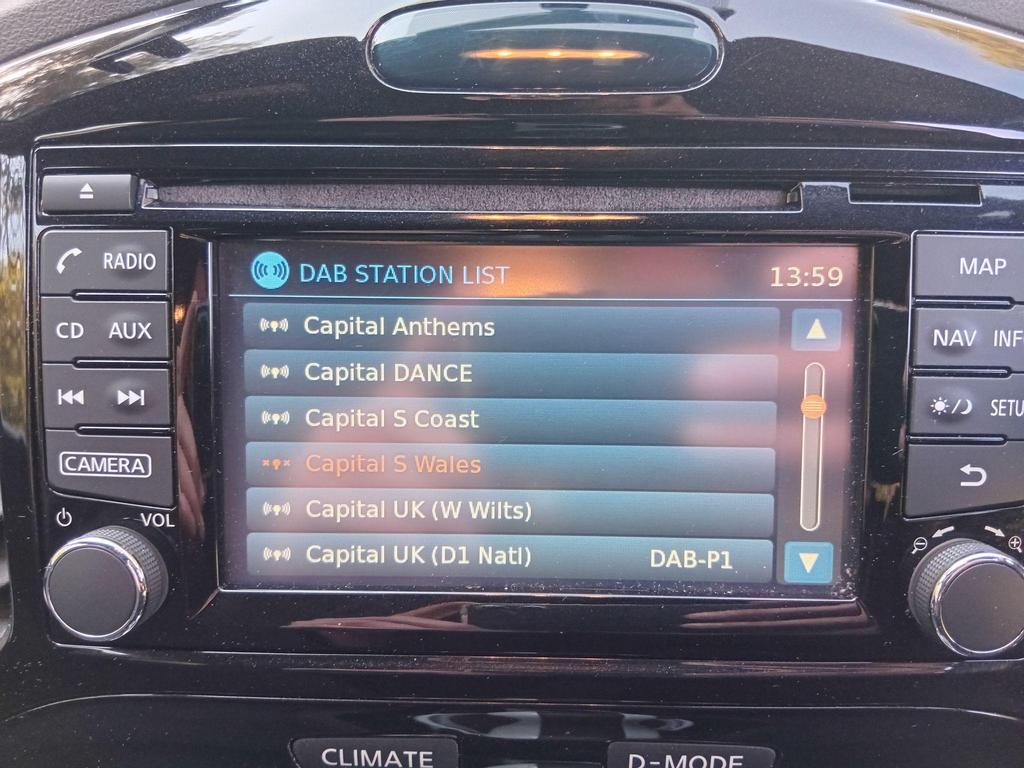 RADIO
CD AUX
CAMERA
VOL
DAB STATION LIST 13:59
Capital Anthems
Capital DANCE
Capital S Coast
Capital S Wales
Capital UK (W Wilts)
Capital UK (D1 Natl) DAB-P1
MAP
NAV INF
SETU
CLIMATE
D-MODE